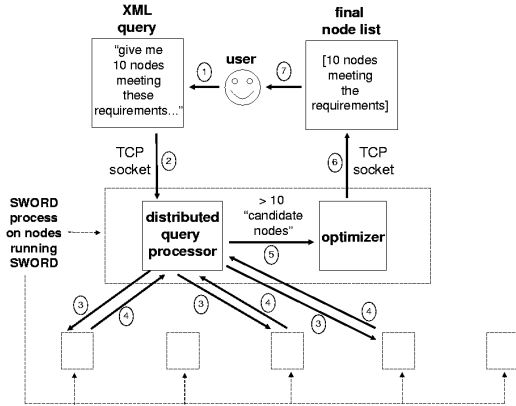 XML
query
final
node list
"give me
10 nodes
meeting
these
requirements..."
1
user
7
[10 nodes
meeting
the
requirements]
TCP
socket
2
6
TCP
socket
SWORD
process
on nodes
running
SWORD
distributed
query
processor
> 10
"candidate
nodes"
5
optimizer
3
4
3
4
3
4